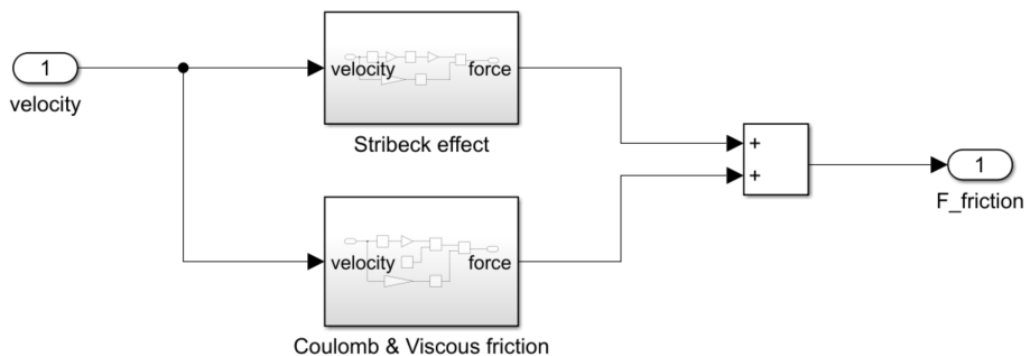 1
velocity
velocity
force
Stribeck effect
+
+
1
F_friction
velocity
force
Coulomb & Viscous friction